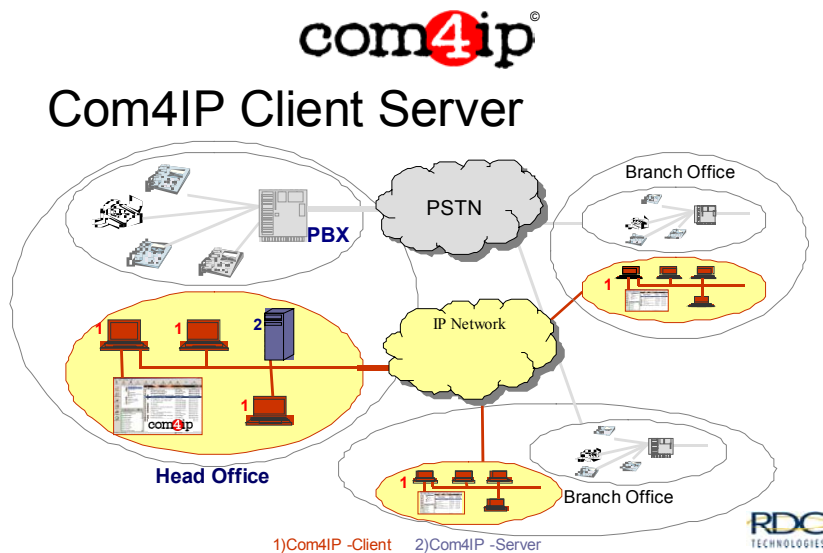 com4ip©
Com4IP Client Server
Branch Office
PSTN
PBX
1
IP Network
1
1
2
1
com4ip
Head Office
1
Branch Office
1)Com4IP -Client 2)Com4IP -Server
RDC
TECHNOLOGIES